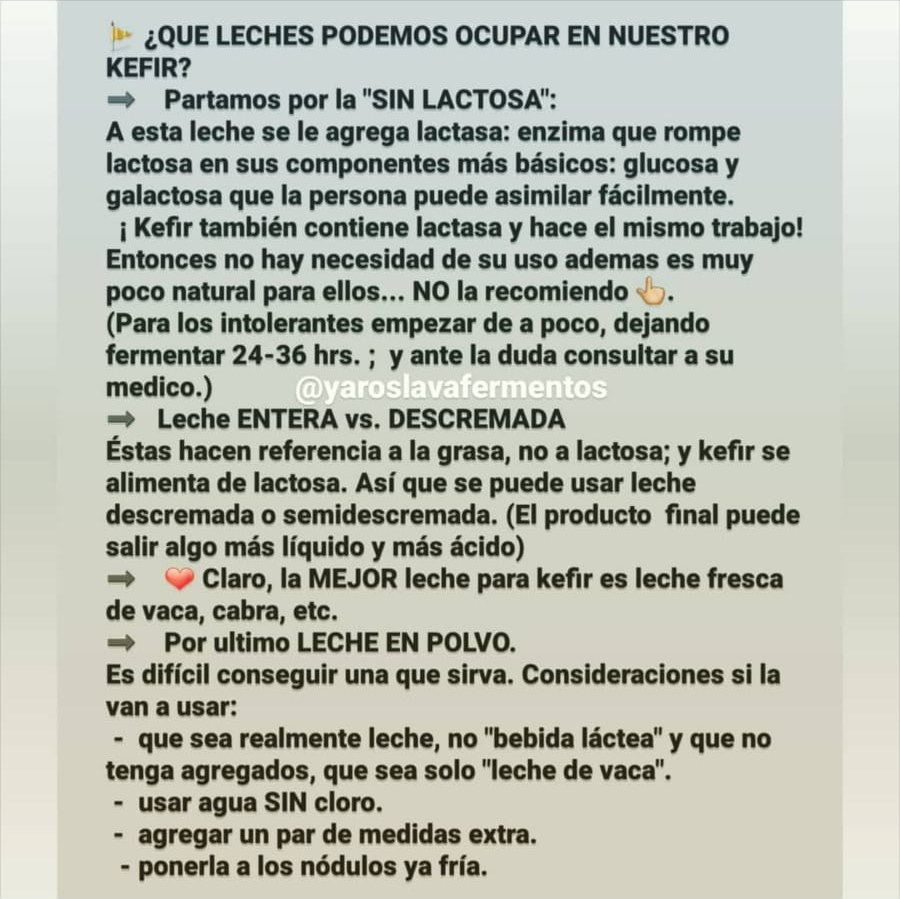 🚩 ¿QUE LECHES PODEMOS OCUPAR EN NUESTRO
KEFIR?
➡ Partamos por la "SIN LACTOSA":
A esta leche se le agrega lactasa: enzima que rompe
lactosa en sus componentes más básicos: glucosa y
galactosa que la persona puede asimilar fácilmente.
¡ Kefir también contiene lactasa y hace el mismo trabajo!
Entonces no hay necesidad de su uso ademas es muy
poco natural para ellos... NO la recomiendo 👆.
(Para los intolerantes empezar de a poco, dejando
fermentar 24-36 hrs. ; y ante la duda consultar a su
medico.) @yaroslavafermentos
➡ Leche ENTERA vs. DESCREMADA
Éstas hacen referencia a la grasa, no a lactosa; y kefir se
alimenta de lactosa. Así que se puede usar leche
descremada o semidescremada. (El producto final puede
salir algo más líquido y más ácido)
➡ ❤ Claro, la MEJOR leche para kefir es leche fresca
de vaca, cabra, etc.
➡ Por ultimo LECHE EN POLVO.
Es difícil conseguir una que sirva. Consideraciones si la
van a usar:
- que sea realmente leche, no "bebida láctea" y que no
tenga agregados, que sea solo "leche de vaca".
- usar agua SIN cloro.
- agregar un par de medidas extra.
- ponerla a los nódulos ya fría.